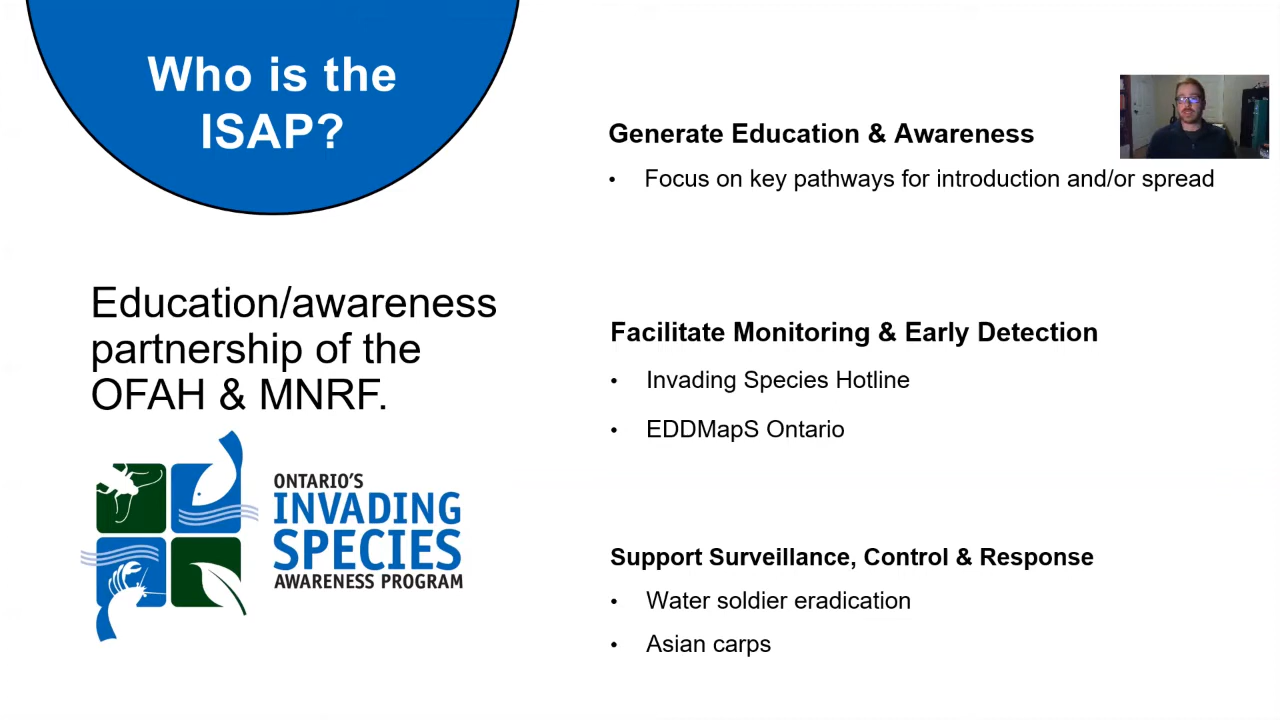 Who is the
ISAP?
Education/awareness
partnership of the
OFAH & MNRF.
ONTARIO'S
INVADING
SPECIES
AWARENESS PROGRAM
Generate Education & Awareness
• Focus on key pathways for introduction and/or spread
Facilitate Monitoring & Early Detection
• Invading Species Hotline
• EDDMapS Ontario
Support Surveillance, Control & Response
• Water soldier eradication
• Asian carps